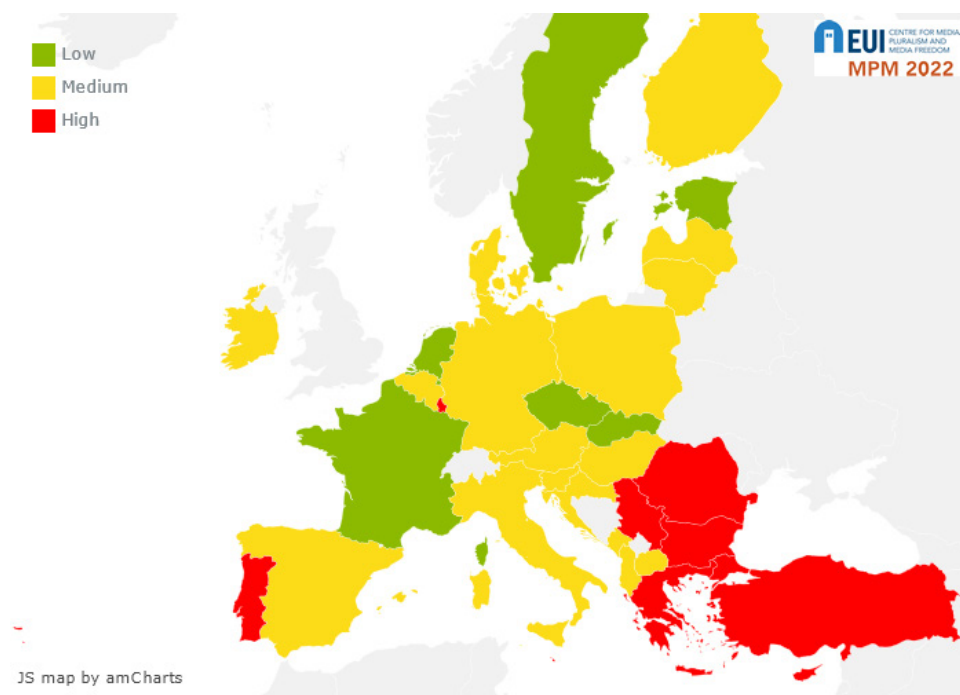 Low
Medium
High
EUI
CENTRE FOR MEDIA
PLURALISM AND
MEDIA FREEDOM
MPM 2022
JS map by amCharts